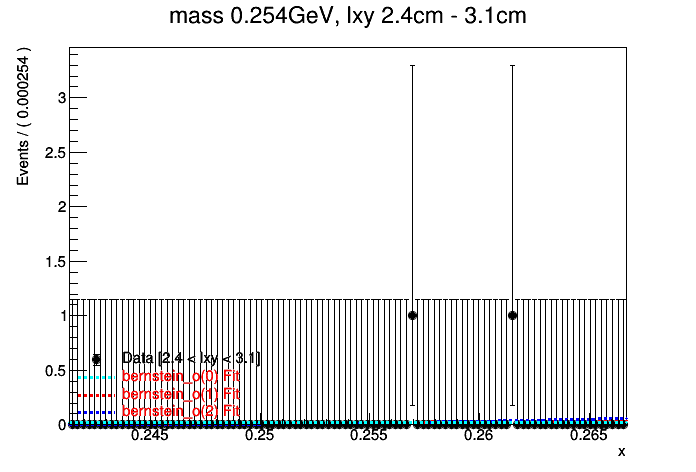 mass 0.254GeV, lxy 2.4cm - 3.1cm
Events / ( 0.000254 )
3
2.5
2
1.5
1
0.5
0
Data [2.4 < lxy < 3.1]
bernstein_o(0) Fit
bernstein_o(1) Fit
bernstein_o(2) Fit
0.245 0.25 0.255 0.26 0.265
x